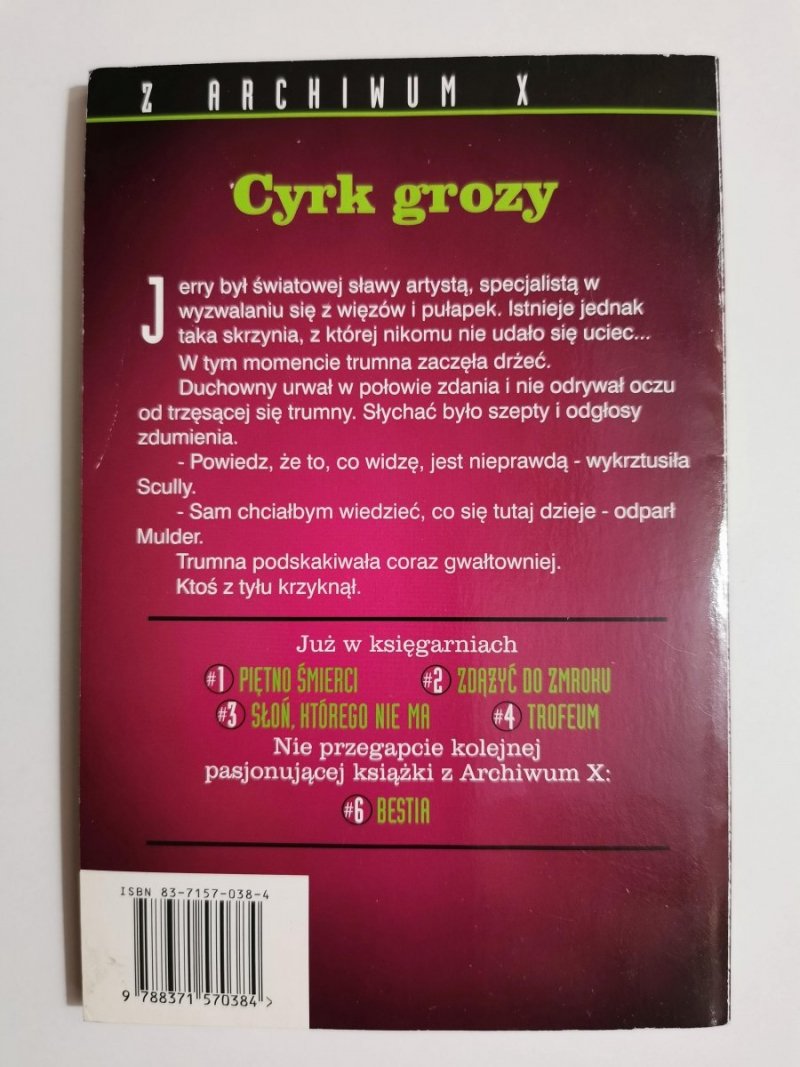 Z ARCHIWUM X
Cyrk grozy
Jerry był światowej sławy artystą, specjalistą w
wyzwalaniu się z więzów i pułapek. Istnieje jednak
taka skrzynia, z której nikomu nie udało się uciec...
W tym momencie trumna zaczęła drżeć.
Duchowny urwał w połowie zdania i nie odrywał oczu
od trzęsącej się trumny. Słychać było szepty i odgłosy
zdumienia.
- Powiedz, że to, co widzę, jest nieprawdą - wykrztusiła
Scully.
- Sam chciałbym wiedzieć, co się tutaj dzieje - odparł
Mulder.
Trumna podskakiwała coraz gwałtowniej.
Ktoś z tyłu krzyknął.
Już w księgarniach
#1 PIĘTNO ŚMIERCI #2 ZDĄŻYĆ DO ZMROKU
#3 SŁOŃ, KTÓREGO NIE MA #4 TROFEUM
Nie przegapcie kolejnej
pasjonującej książki z Archiwum X:
#6 BESTIA
ISBN 83-7157-038-4
9 788371 570384 >